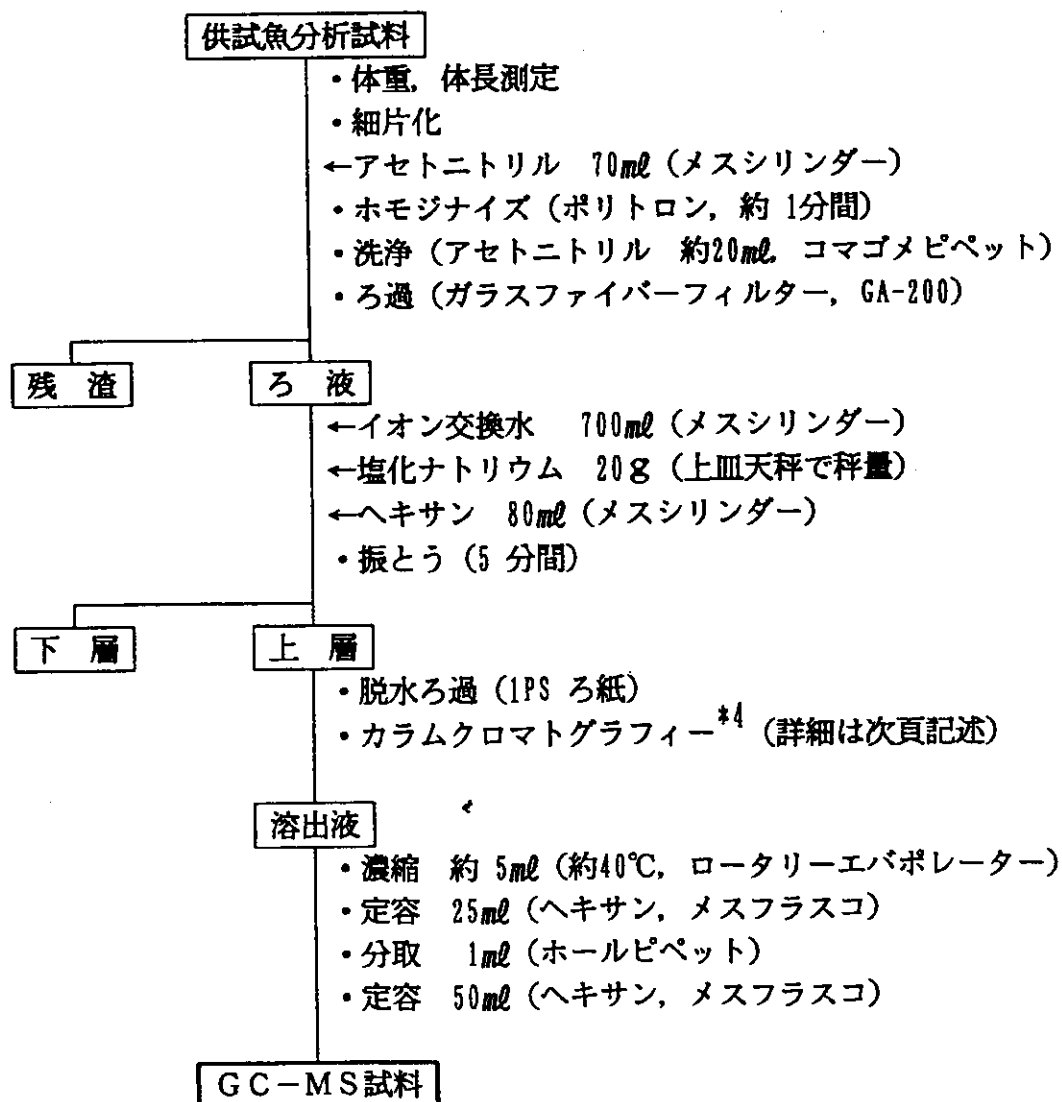 供試魚分析試料
・体重，体長測定
・細片化
←アセトニトリル 70ml（メスシリンダー）
・ホモジナイズ（ポリトロン，約 1分間）
・洗浄（アセトニトリル 約20ml，コマゴメピペット）
・ろ過（ガラスファイバーフィルター，GA-200）
残 渣
ろ 液
←イオン交換水 700ml（メスシリンダー）
←塩化ナトリウム 20g（上皿天秤で秤量）
←ヘキサン 80ml（メスシリンダー）
・振とう（5 分間）
下 層
上 層
・脱水ろ過（1PS ろ紙）
・カラムクロマトグラフィー*4（詳細は次頁記述）
溶出液
・濃縮 約 5ml（約40℃，ロータリーエバポレーター）
・定容 25ml（ヘキサン，メスフラスコ）
・分取 1ml（ホールピペット）
・定容 50ml（ヘキサン，メスフラスコ）
ＧＣ－ＭＳ試料